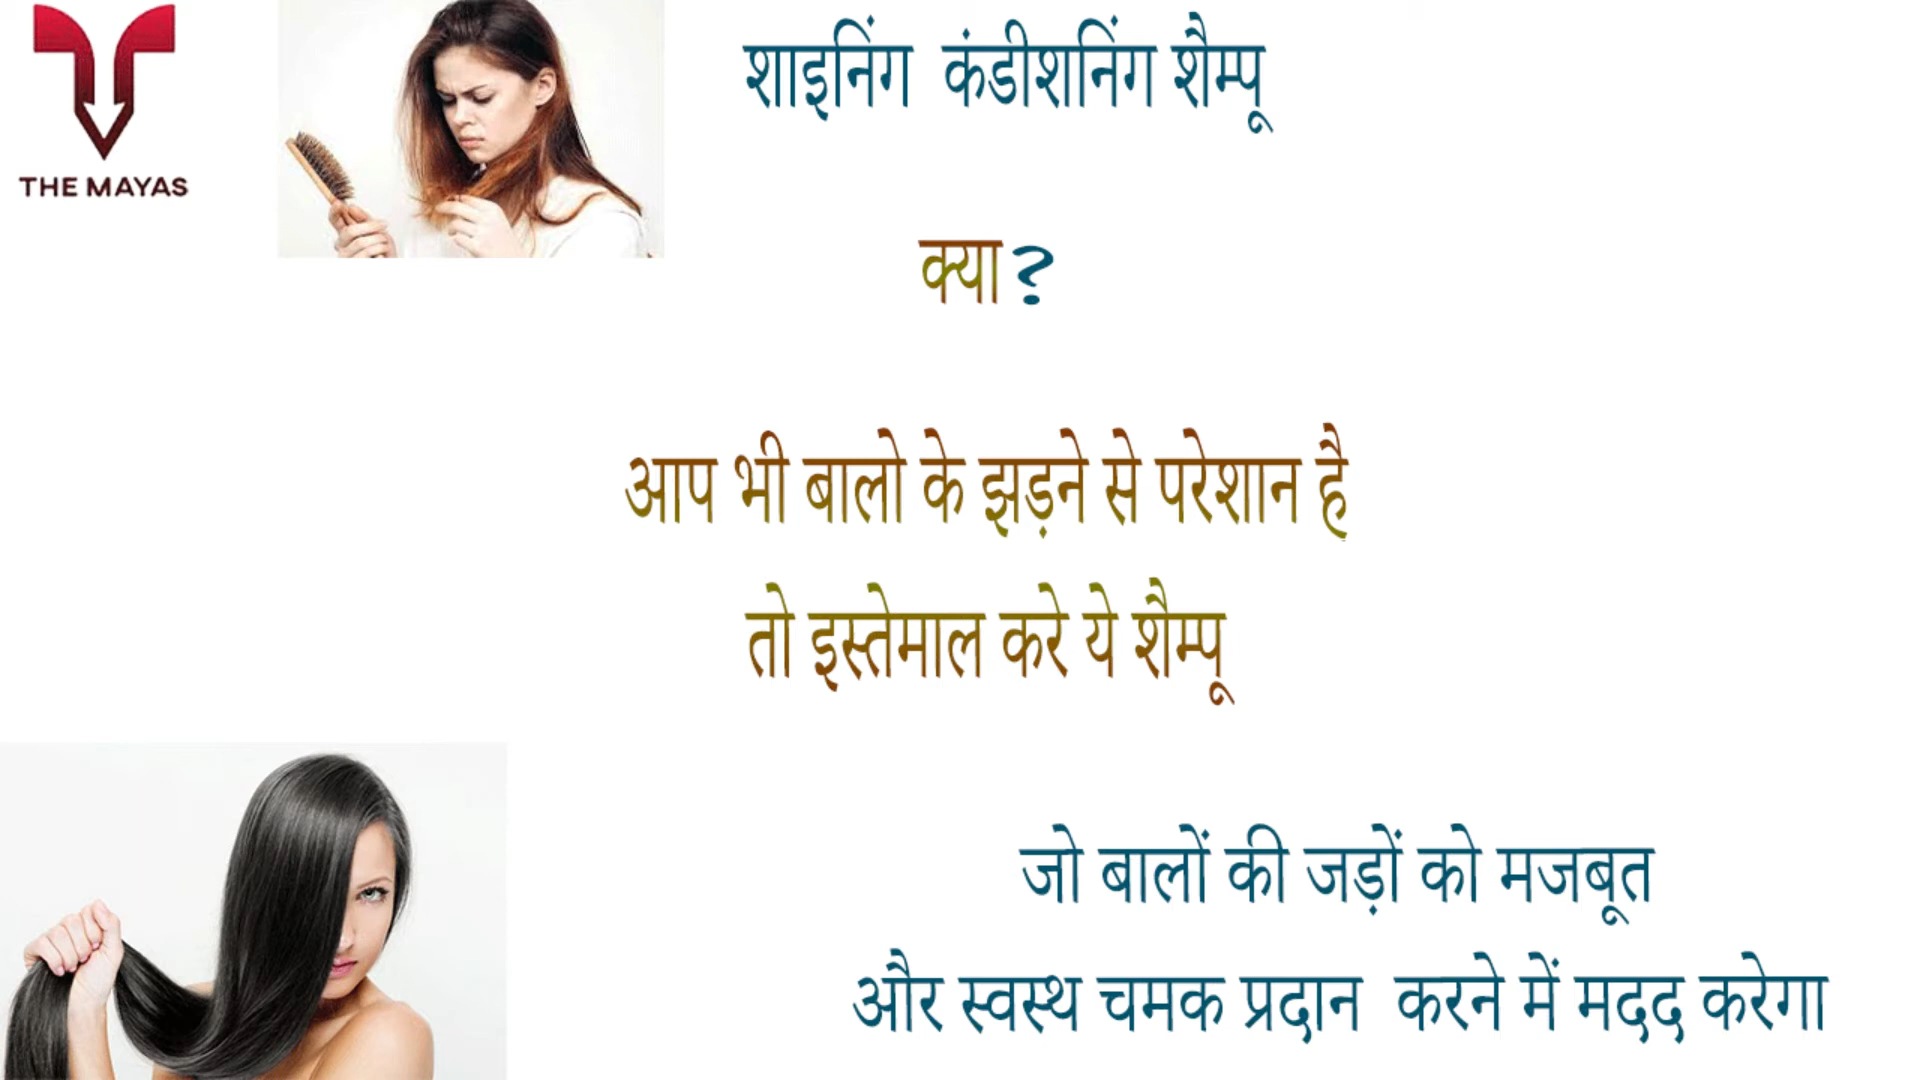 THE MAYAS
शाइनिंग कंडीशनिंग शैम्पू
क्या?
आप भी बालो के झड़ने से परेशान है
तो इस्तेमाल करे ये शैम्पू
जो बालों की जड़ों को मजबूत
और स्वस्थ चमक प्रदान करने में मदद करेगा